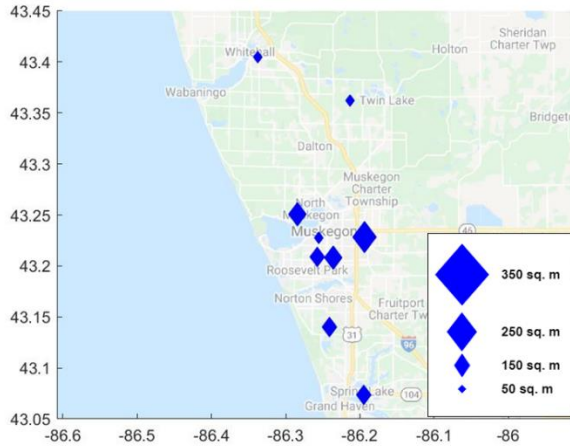 43.45
Sheridan
Charter Twp
Whitehall
Holton
43.4
Wabaningo
Twin Lake
43.35
Bridget
Dalton
43.3
Muskegon
Charter
Township
North
Muskegon
43.25
Muskegon
46
43.2
Roosevelt Park
350 sq. m
Norton Shores
Fruitport
Charter Tw
43.15
250 sq. m
31
96
150 sq. m
43.1
Spring Lake
104
50 sq. m
Grand Haven
43.05
-86.6
-86.5
-86.4
-86.3
-86.2
-86.1
-86